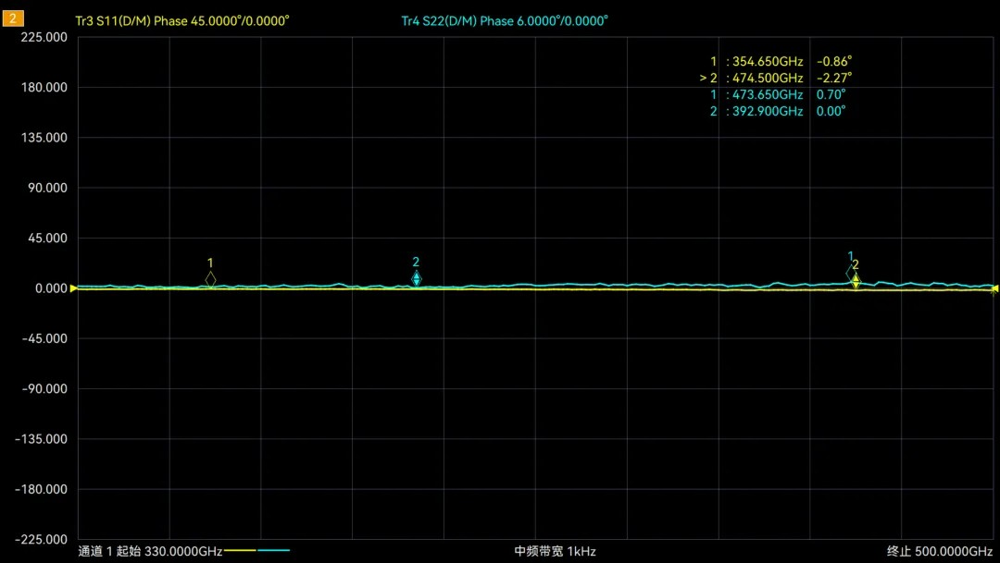 2
Tr3 S11(D/M) Phase 45.0000°/0.0000°
Tr4 S22(D/M) Phase 6.0000°/0.0000°
225.000
180.000
135.000
90.000
45.000
0.000
-45.000
-90.000
-135.000
-180.000
-225.000
1 : 354.650GHz -0.86°
> 2 : 474.500GHz -2.27°
1 : 473.650GHz 0.70°
2 : 392.900GHz 0.00°
1
2
1
2
通道 1 起始 330.0000GHz
中频带宽 1kHz
终止 500.0000GHz